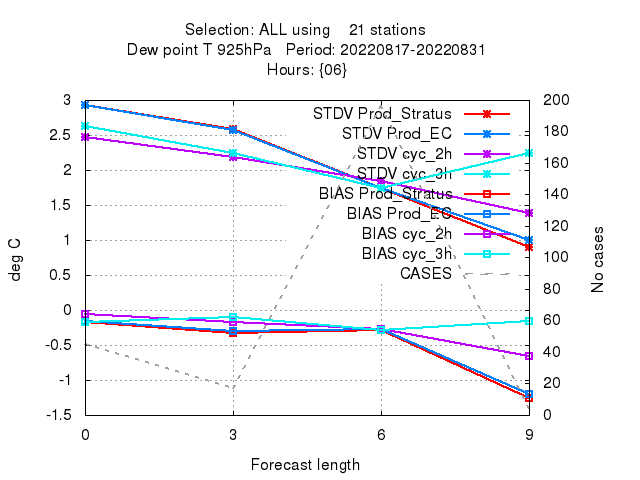 Selection: ALL using    21 stations
Dew point T 925hPa   Period: 20220817-20220831
Hours: {06}
3
2.5
2
1.5
1
0.5
0
-0.5
-1
-1.5
deg C
200
180
160
140
120
100
80
60
40
20
0
No cases
STDV Prod_Stratus
STDV Prod_EC
STDV cyc_2h
STDV cyc_3h
BIAS Prod_Stratus
BIAS Prod_EC
BIAS cyc_2h
BIAS cyc_3h
CASES
0 3 6 9
Forecast length